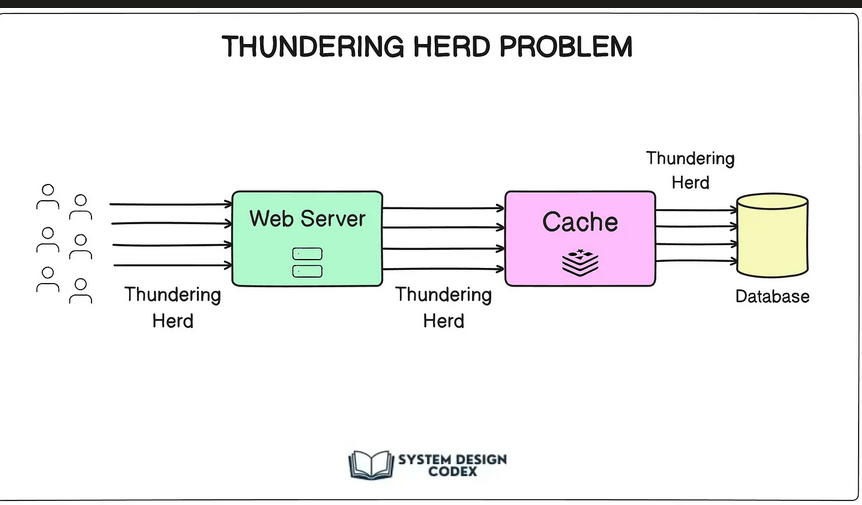 THUNDERING HERD PROBLEM
Thundering
Herd
Web Server
Cache
Database
Thundering
Herd
Thundering
Herd
SYSTEM DESIGN
CODEX